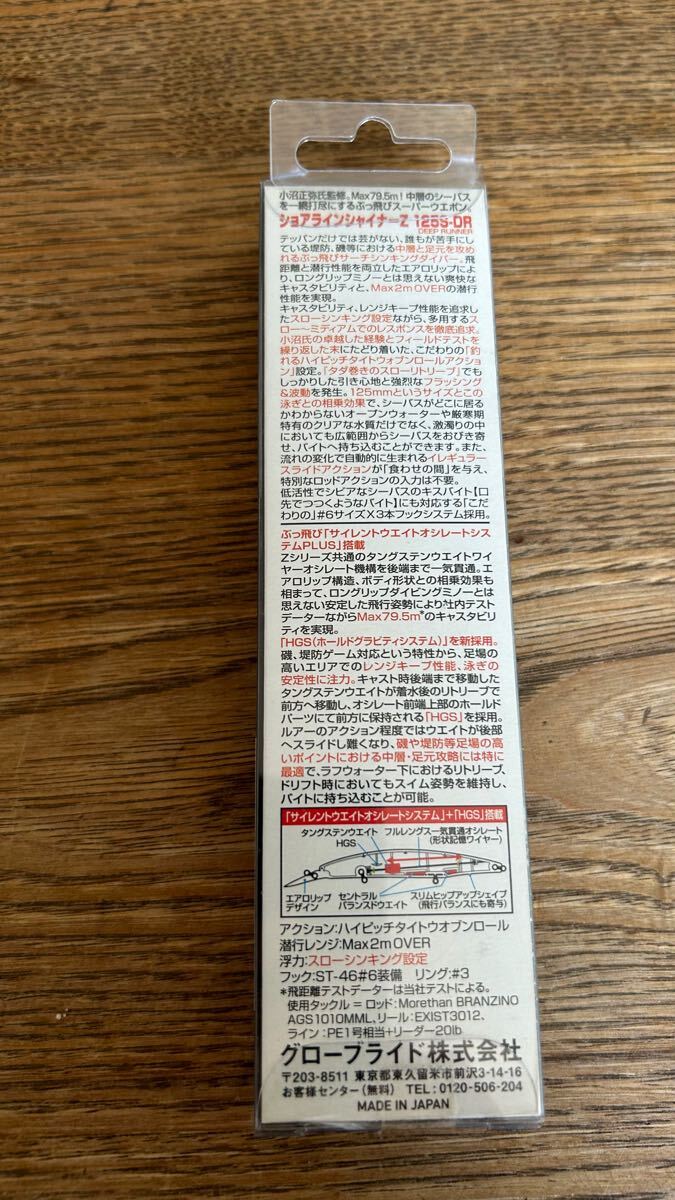 小沼正弥氏監修。Max79.5m！中層のシーバス
を一網打尽にするぶっ飛びスーパーウエポン。
ショアラインシャイナーZ 125S-DR
DEEP RUNNER
テッパンだけでは芸がない、誰もが苦手にし
ている堤防、磯等における中層と足元を攻め
れるぶっ飛びサーチシンキングダイバー。飛
距離と潜行性能を両立したエアロリップによ
り、ロングリップミノーとは思えない爽快な
キャスタビリティと、Max2mOVERの潜行
性能を実現。
キャスタビリティ、レンジキープ性能を追求し
たスローシンキング設定ながら、多用するス
ロー〜ミディアムでのレスポンスを徹底追求。
小沼氏の卓越した経験とフィールドテストを
繰り返した末にたどり着いた、こだわりの「釣
れるハイピッチタイトウォブンロールアクショ
ン」設定。「タダ巻きのスローリトリーブ」でも
しっかりした引き心地と強烈なフラッシング
&波動を発生。125mmというサイズとこの
泳ぎとの相乗効果で、シーバスがどこに居る
かわからないオープンウォーターや厳寒期
特有のクリアな水質だけでなく、激濁りの中
においても広範囲からシーバスをおびき寄
せ、バイトへ持ち込むことができます。また、
流れの変化で自動的に生まれるイレギュラー
スライドアクションが「食わせの間」を与え、
特別なロッドアクションの入力は不要。
低活性でシビアなシーバスのキスバイト【口
先でつつくようなバイト】にも対応する「こだ
わりの」#6サイズX3本フックシステム採用。
ぶっ飛び「サイレントウエイトオシレートシス
テムPLUS」搭載
Zシリーズ共通のタングステンウエイトワイ
ヤーオシレート機構を後端まで一気貫通。エ
アロリップ構造、ボディ形状との相乗効果も
相まって、ロングリップダイビングミノーとは
思えない安定した飛行姿勢により社内テスト
データーながらMax79.5m*のキャスタビリ
ティを実現。
「HGS(ホールドグラビティシステム)」を新採用。
磯、堤防ゲーム対応という特性から、足場の
高いエリアでのレンジキープ性能、泳ぎの
安定性に注力。キャスト時後端まで移動した
タングステンウエイトが着水後のリトリーブで
前方へ移動し、オシレート前端上部のホールド
パーツにて前方に保持される「HGS」を採用。
ルアーのアクション程度ではウエイトが後部
へスライドし難くなり、磯や堤防等足場の高
いポイントにおける中層・足元攻略には特に
最適で、ラフウォーター下におけるリトリーブ、
ドリフト時においてもスイム姿勢を維持し、
バイトに持ち込むことが可能。
「サイレントウエイトオシレートシステム」+「HGS」搭載
タングステンウエイト フルレングス一気貫通オシレート
HGS (形状記憶ワイヤー)
エアロリップ セントラル スリムヒップアップシェイプ
デザイン バランスウエイト (飛行バランスにも寄与)
アクション:ハイピッチタイトウオブンロール
潜行レンジ:Max2mOVER
浮力:スローシンキング設定
フック:ST-46#6装備 リング:#3
*飛距離テストデーターは当社テストによる。
使用タックル = ロッド:Morethan BRANZINO
AGS1010MML、リール:EXIST3012、
ライン:PE1号相当+リーダー20lb
グローブライド株式会社
〒203-8511 東京都東久留米市前沢3-14-16
お客様センター(無料) TEL: 0120-506-204
MADE IN JAPAN